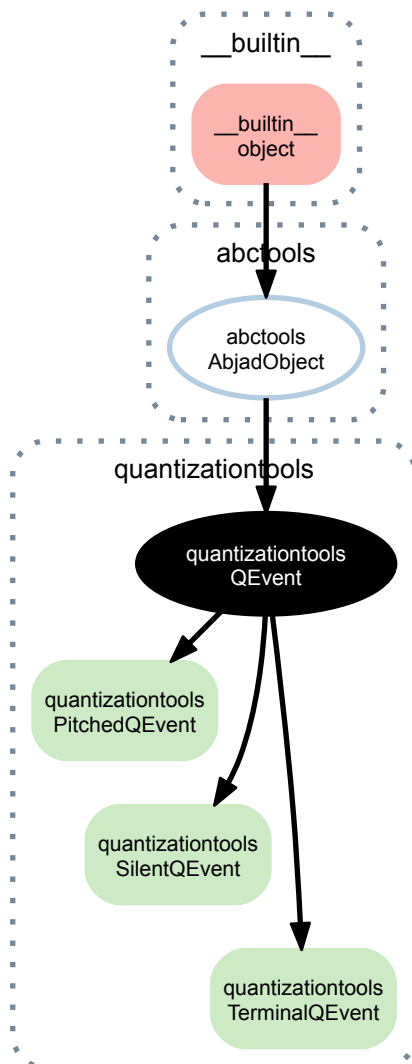 __builtin__
__builtin__
object
abctools
abctools
AbjadObject
quantizationtools
quantizationtools
QEvent
quantizationtools
PitchedQEvent
quantizationtools
SilentQEvent
quantizationtools
TerminalQEvent